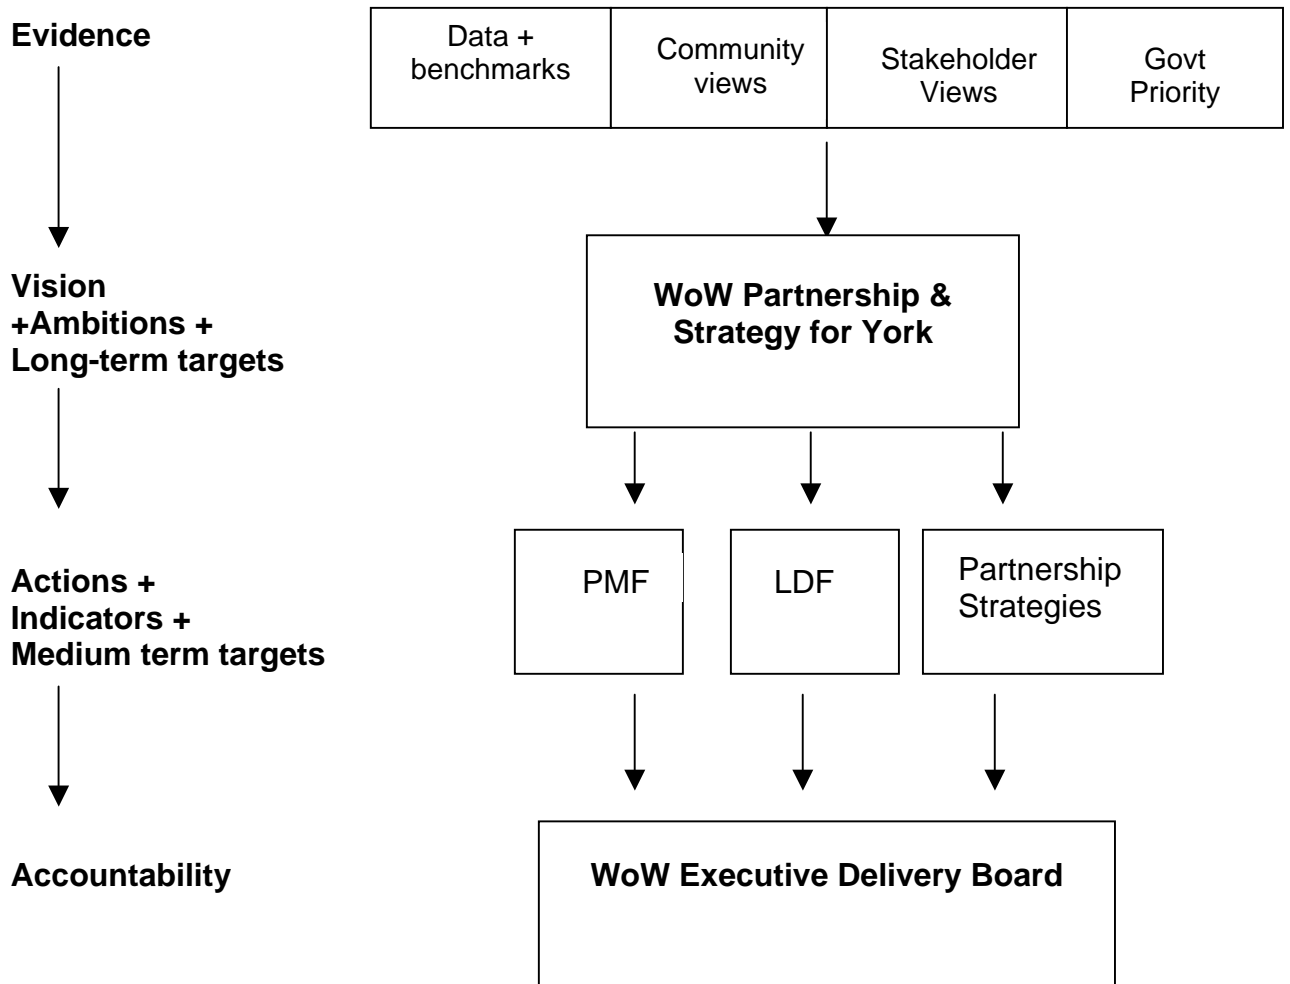 Evidence
Data +
benchmarks
Community
views
Stakeholder
Views
Govt
Priority
Vision
+Ambitions +
Long-term targets
WoW Partnership &
Strategy for York
Actions +
Indicators +
Medium term targets
PMF
LDF
Partnership
Strategies
Accountability
WoW Executive Delivery Board